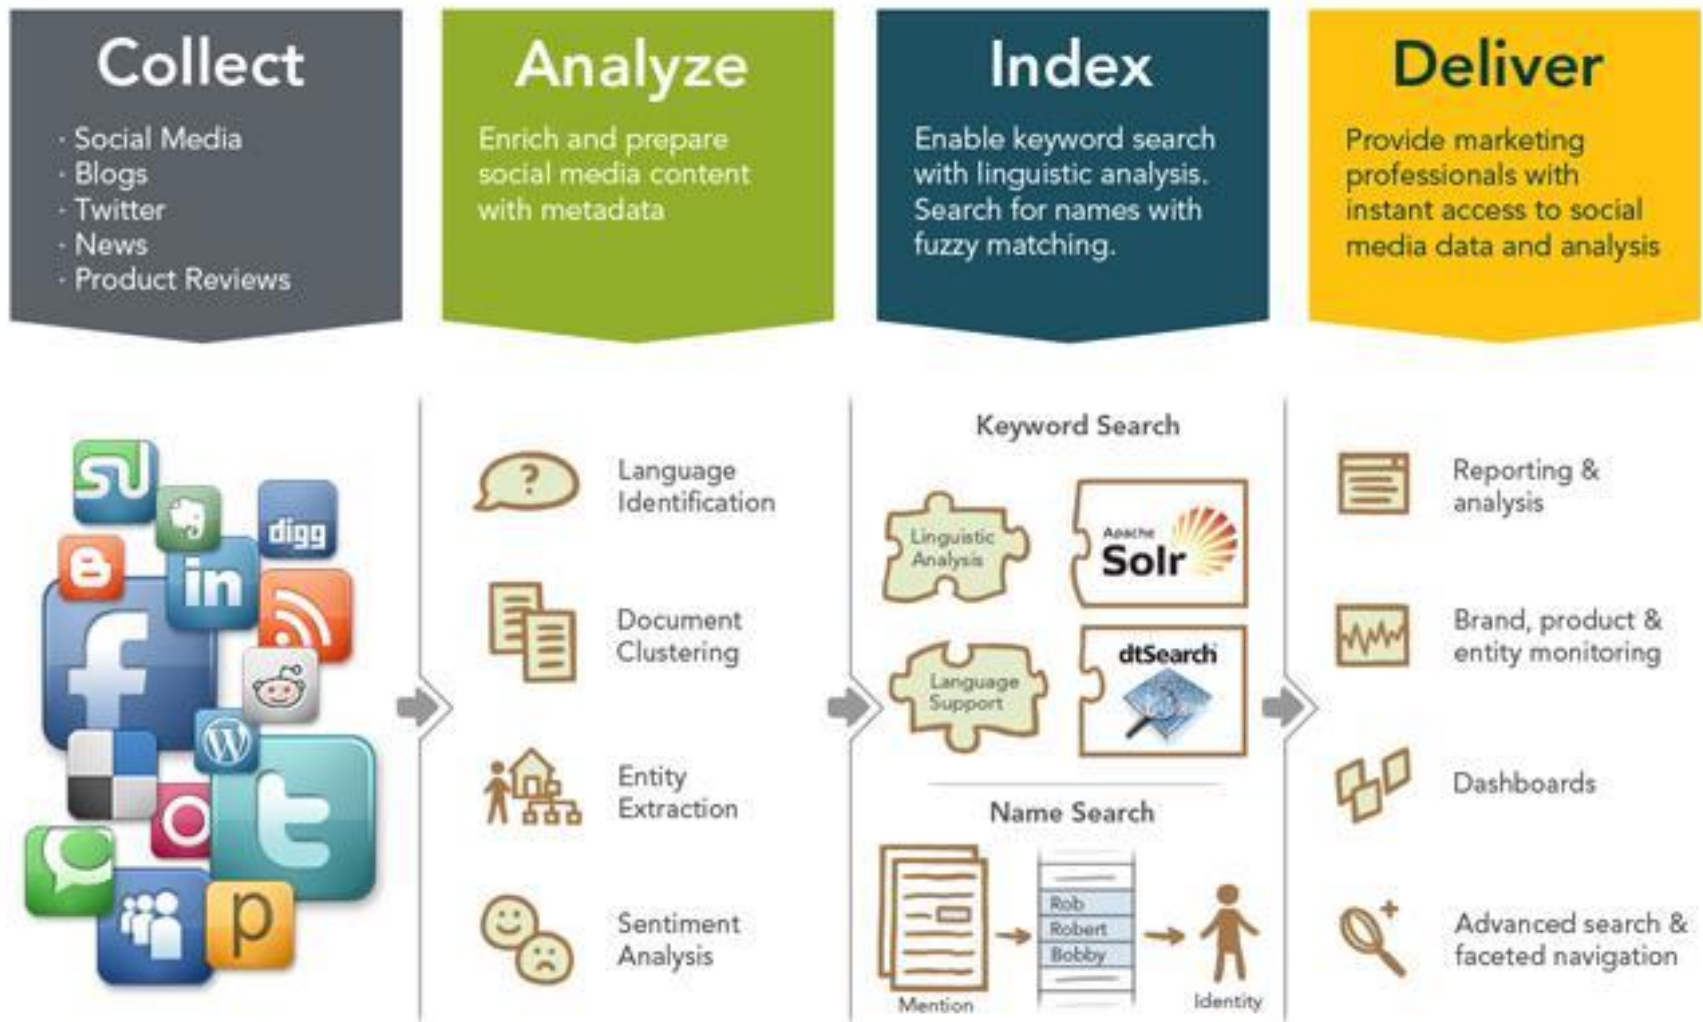 Collect
· Social Media
· Blogs
· Twitter
· News
· Product Reviews
Analyze
Enrich and prepare
social media content
with metadata
Index
Enable keyword search
with linguistic analysis.
Search for names with
fuzzy matching.
Deliver
Provide marketing
professionals with
instant access to social
media data and analysis
digg
in
f
t
p
Language
Identification
Document
Clustering
Entity
Extraction
Sentiment
Analysis
?
Keyword Search
Linguistic
Analysis
Apache
Solr
Language
Support
dtSearch
Name Search
Rob
Robert
Bobby
Mention
Identity
Reporting &
analysis
Brand, product &
entity monitoring
Dashboards
Advanced search &
faceted navigation